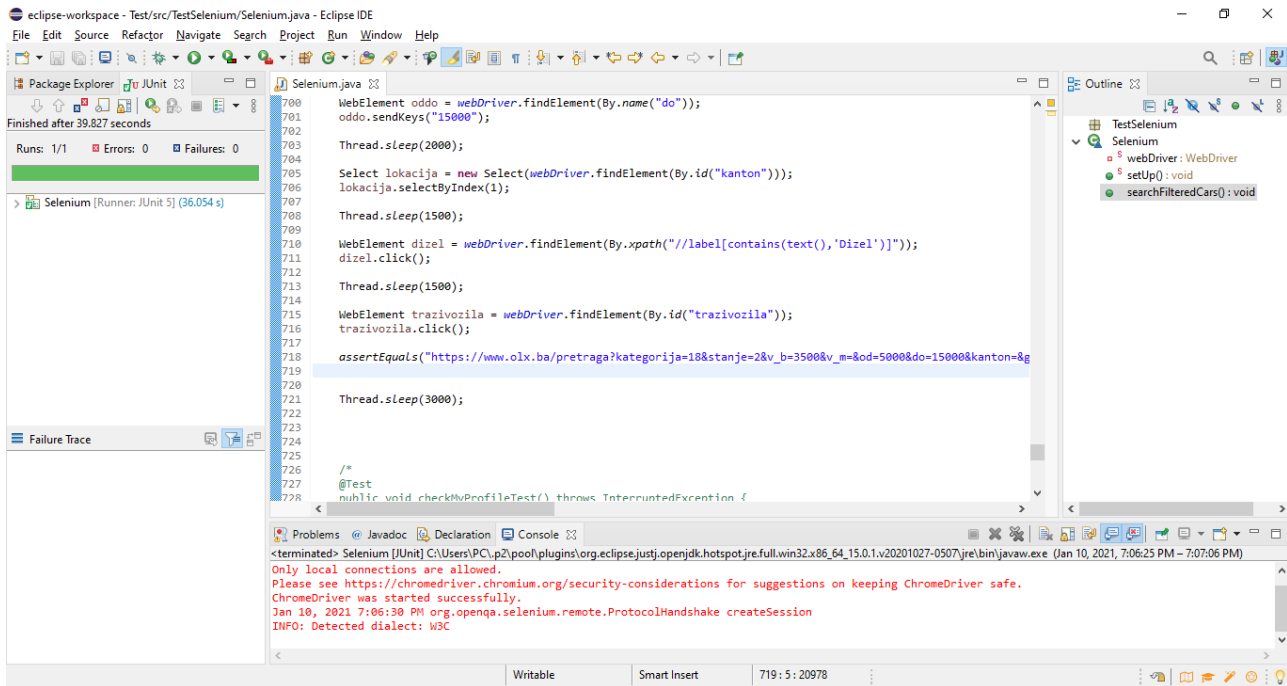 eclipse-workspace - Test/src/TestSelenium/Selenium.java - Eclipse IDE
File Edit Source Refactor Navigate Search Project Run Window Help
Package Explorer JUnit
Finished after 39.827 seconds
Runs: 1/1 Errors: 0 Failures: 0
Selenium [Runner: JUnit 5] (36.054 s)
Failure Trace
Selenium.java
700 WebElement oddo = webDriver.findElement(By.name("do"));
701 oddo.sendKeys("15000");
702
703 Thread.sleep(2000);
704
705 Select lokacija = new Select(webDriver.findElement(By.id("kanton")));
706 lokacija.selectByIndex(1);
707
708 Thread.sleep(1500);
709
710 WebElement dizel = webDriver.findElement(By.xpath("//label[contains(text(),'Dizel')]"));
711 dizel.click();
712
713 Thread.sleep(1500);
714
715 WebElement trazivozila = webDriver.findElement(By.id("trazivozila"));
716 trazivozila.click();
717
718 assertEquals("https://www.olx.ba/pretraga?kategorija=18&stanje=2&v_b=3500&v_m=&od=5000&do=15000&kanton=&g
719
720
721 Thread.sleep(3000);
722
723
724
725
726 /*
727 @Test
728 public void checkMyProfileTest() throws InterruptedException {
Outline
TestSelenium
Selenium
webDriver : WebDriver
setUp() : void
searchFilteredCars() : void
Problems Javadoc Declaration Console
<terminated> Selenium [JUnit] C:\Users\PC\.p2\pool\plugins\org.eclipse.justj.openjdk.hotspot.jre.full.win32.x86_64_15.0.1.v20201027-0507\jre\bin\javaw.exe (Jan 10, 2021, 7:06:25 PM – 7:07:06 PM)
Only local connections are allowed.
Please see https://chromedriver.chromium.org/security-considerations for suggestions on keeping ChromeDriver safe.
ChromeDriver was started successfully.
Jan 10, 2021 7:06:30 PM org.openqa.selenium.remote.ProtocolHandshake createSession
INFO: Detected dialect: W3C
Writable Smart Insert 719 : 5 : 20978